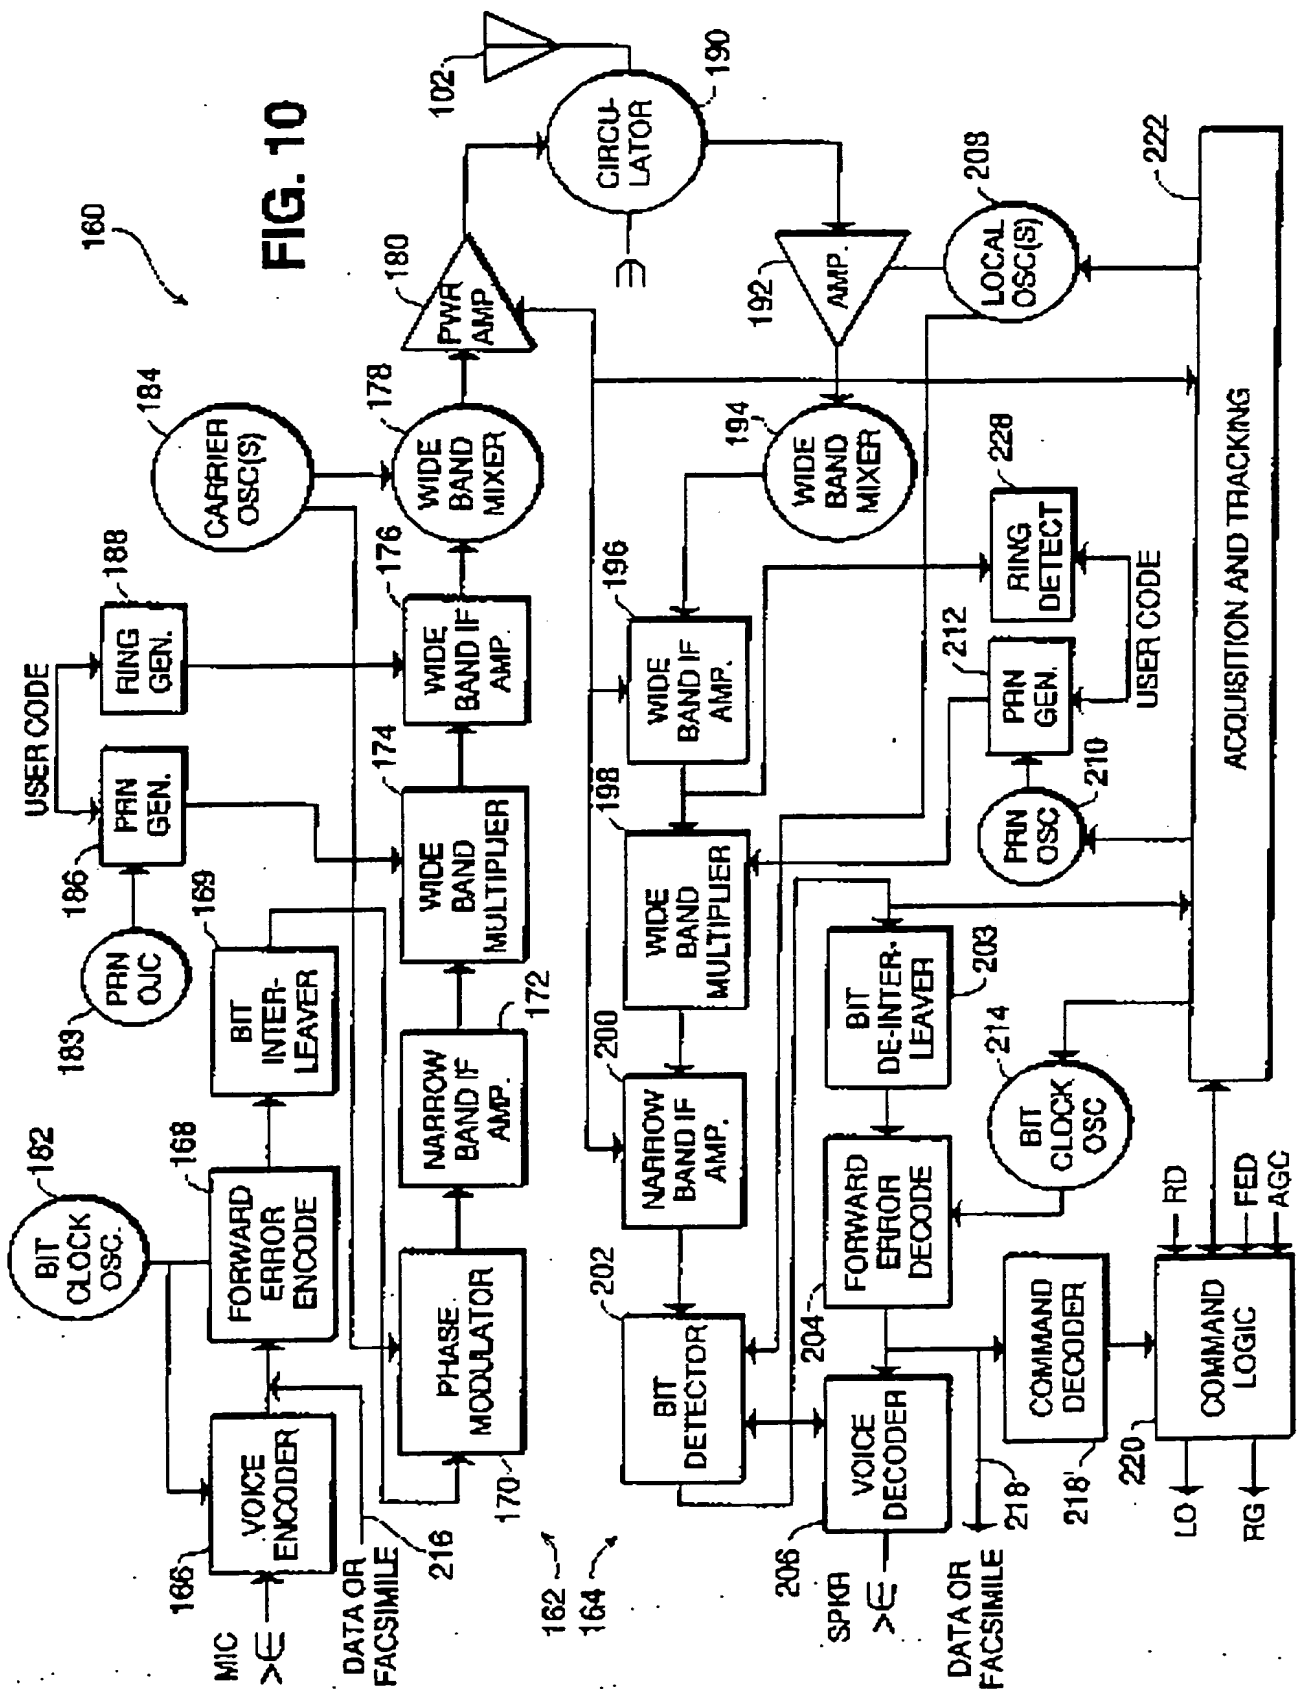 FIG. 10
160
182
BIT
CLOCK
OSC.
183
PRN
OJC
186
PRN
GEN.
USER CODE
188
RING
GEN.
184
CARRIER
OSC(S)
MIC
166
VOICE
ENCODER
168
FORWARD
ERROR
ENCODE
169
BIT
INTER-
LEAVER
DATA OR
FACSIMILE
216
170
PHASE
MODULATOR
172
NARROW
BAND IF
AMP.
174
WIDE
BAND
MULTIPLIER
176
WIDE
BAND IF
AMP.
178
WIDE
BAND
MIXER
180
PWR
AMP
102
190
CIRCU-
LATOR
162
164
202
BIT
DETECTOR
200
NARROW
BAND IF
AMP.
198
WIDE
BAND
MULTIPLIER
196
WIDE
BAND IF
AMP.
194
WIDE
BAND
MIXER
192
AMP.
208
LOCAL
OSC(S)
SPKR
206
VOICE
DECODER
204
FORWARD
ERROR
DECODE
203
BIT
DE-INTER-
LEAVER
210
PRN
OSC
212
PRN
GEN.
228
RING
DETECT
USER CODE
DATA OR
FACSIMILE
218
218'
COMMAND
DECODER
214
BIT
CLOCK
OSC
LO
RG
220
COMMAND
LOGIC
RD
FED
AGC
222
ACQUISITION AND TRACKING